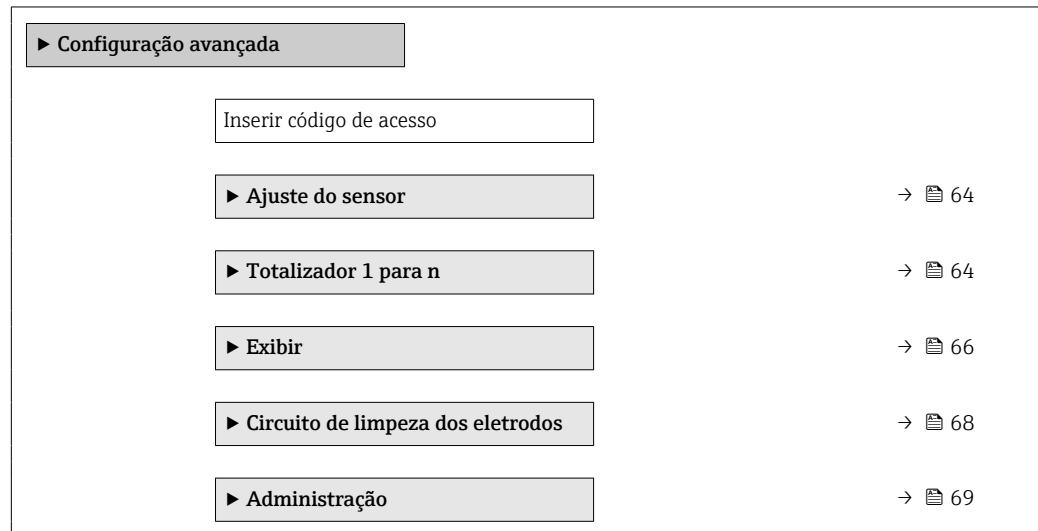 ▶ Configuração avançada
Inserir código de acesso
▶ Ajuste do sensor → 64
▶ Totalizador 1 para n → 64
▶ Exibir → 66
▶ Circuito de limpeza dos eletrodos → 68
▶ Administração → 69